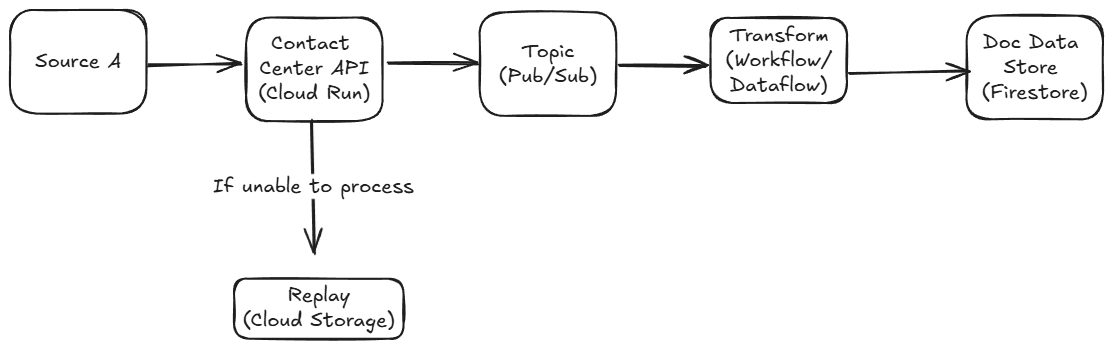 Source A
Contact
Center API
(Cloud Run)
Topic
(Pub/Sub)
Transform
(Workflow/
Dataflow)
Doc Data
Store
(Firestore)
If unable to process
Replay
(Cloud Storage)